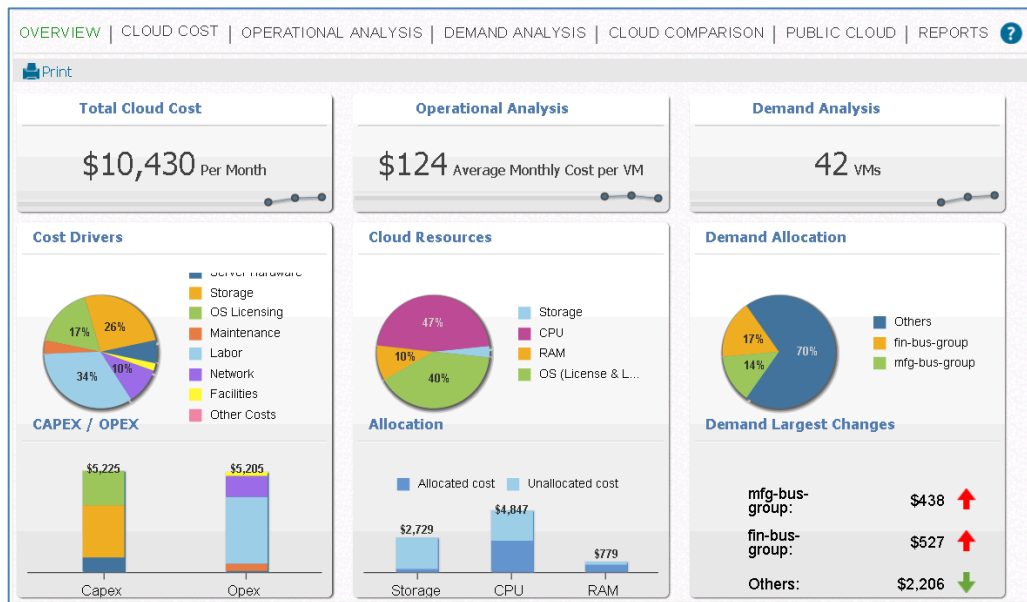 OVERVIEW | CLOUD COST | OPERATIONAL ANALYSIS | DEMAND ANALYSIS | CLOUD COMPARISON | PUBLIC CLOUD | REPORTS ?
Print
Total Cloud Cost
$10,430 Per Month
Operational Analysis
$124 Average Monthly Cost per VM
Demand Analysis
42 VMs
Cost Drivers
Server Hardware
Storage
OS Licensing
Maintenance
Labor
Network
Facilities
Other Costs
17%
26%
10%
34%
CAPEX / OPEX
$5,225
$5,205
Capex
Opex
Cloud Resources
47%
10%
40%
Storage
CPU
RAM
OS (License & L...
Allocation
Allocated cost
Unallocated cost
$2,729
$4,847
$779
Storage
CPU
RAM
Demand Allocation
17%
70%
14%
Others
fin-bus-group
mfg-bus-group
Demand Largest Changes
mfg-bus-
group:
$438
fin-bus-
group:
$527
Others:
$2,206